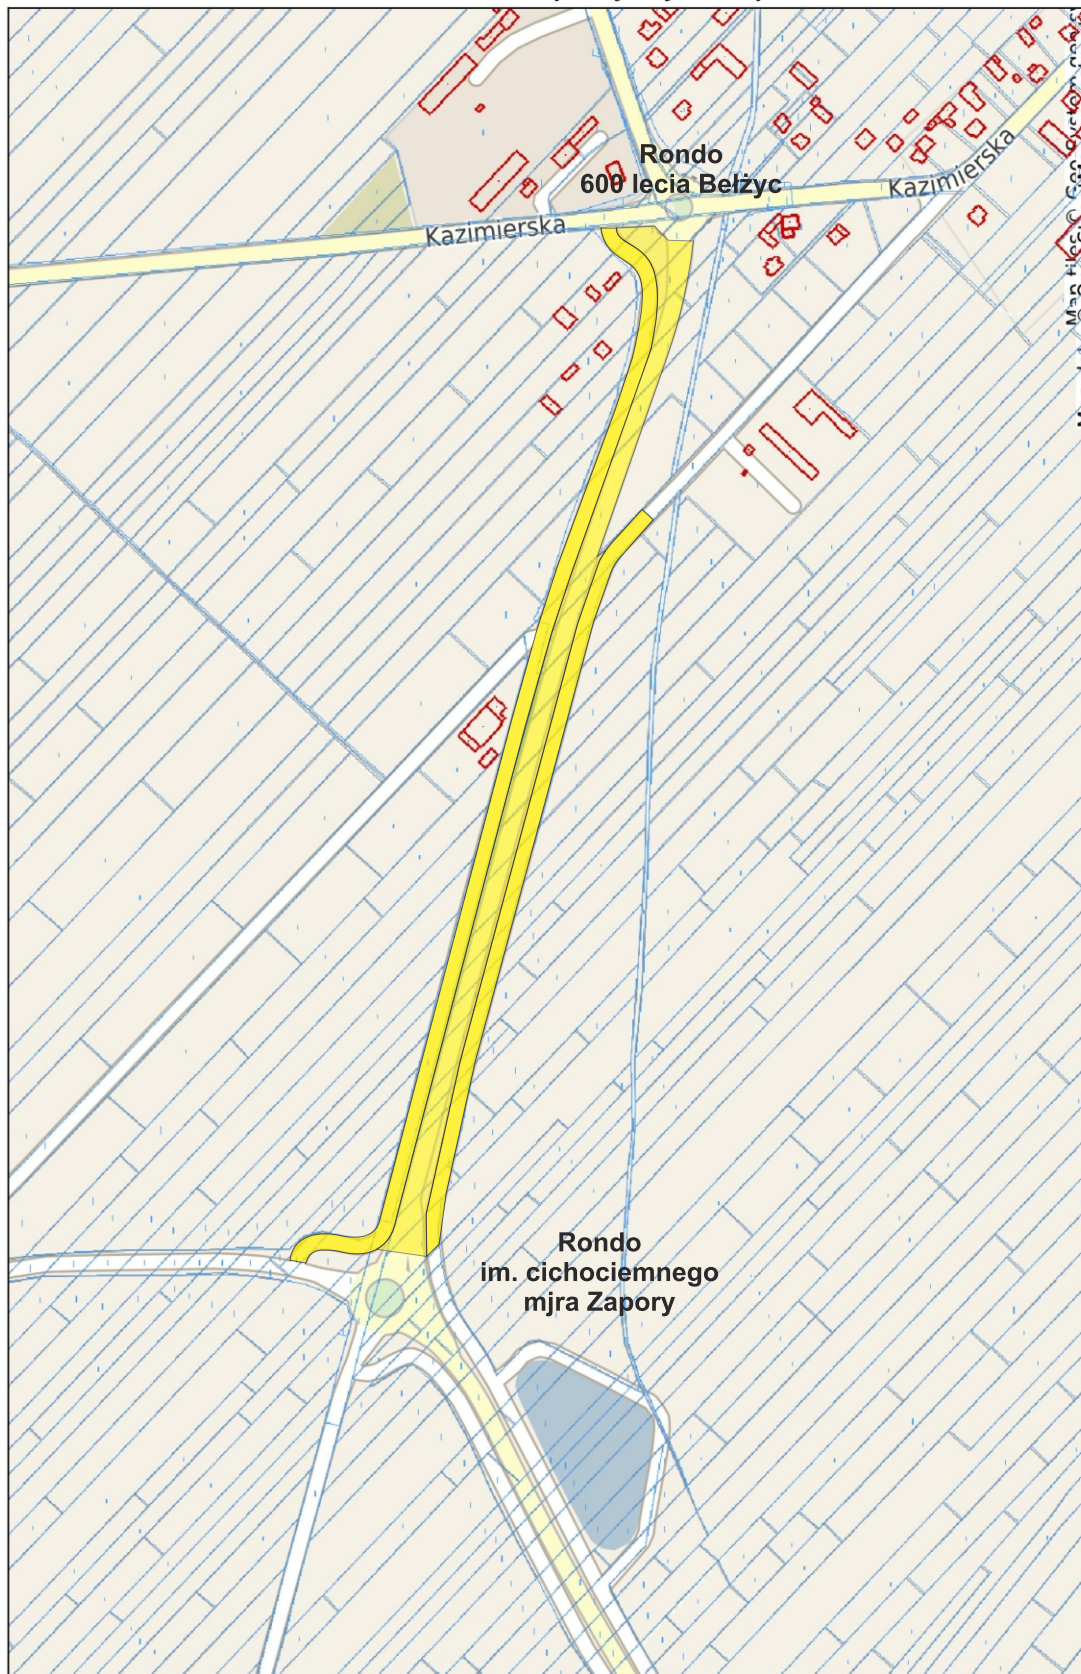 Rondo
600 lecia Bełżyc
Kazimierska
Kazimierska
Rondo
im. cichociemnego
mjra Zapory